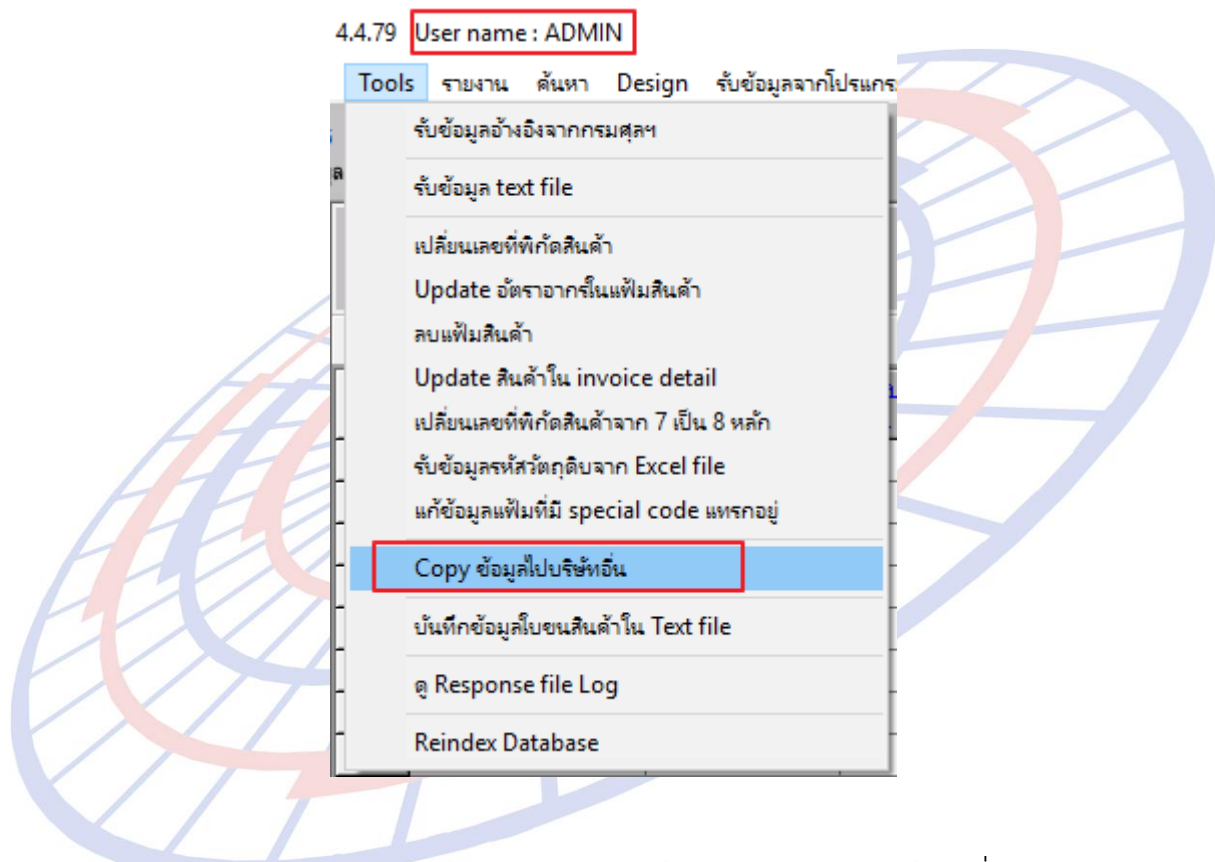 4.4.79 User name : ADMIN
Tools รายงาน ค้นหา Design รับข้อมูลจากโปรแกรม
รับข้อมูลอ้างอิงจากกรมศุลฯ
รับข้อมูล text file
เปลี่ยนเลขที่พิกัดสินค้า
Update อัตราอากรในแฟ้มสินค้า
ลบแฟ้มสินค้า
Update สินค้าใน invoice detail
เปลี่ยนเลขที่พิกัดสินค้าจาก 7 เป็น 8 หลัก
รับข้อมูลรหัสวัตถุดิบจาก Excel file
แก้ข้อมูลแฟ้มที่มี special code แทรกอยู่
Copy ข้อมูลไปบริษัทอื่น
บันทึกข้อมูลใบขนสินค้าใน Text file
ดู Response file Log
Reindex Database